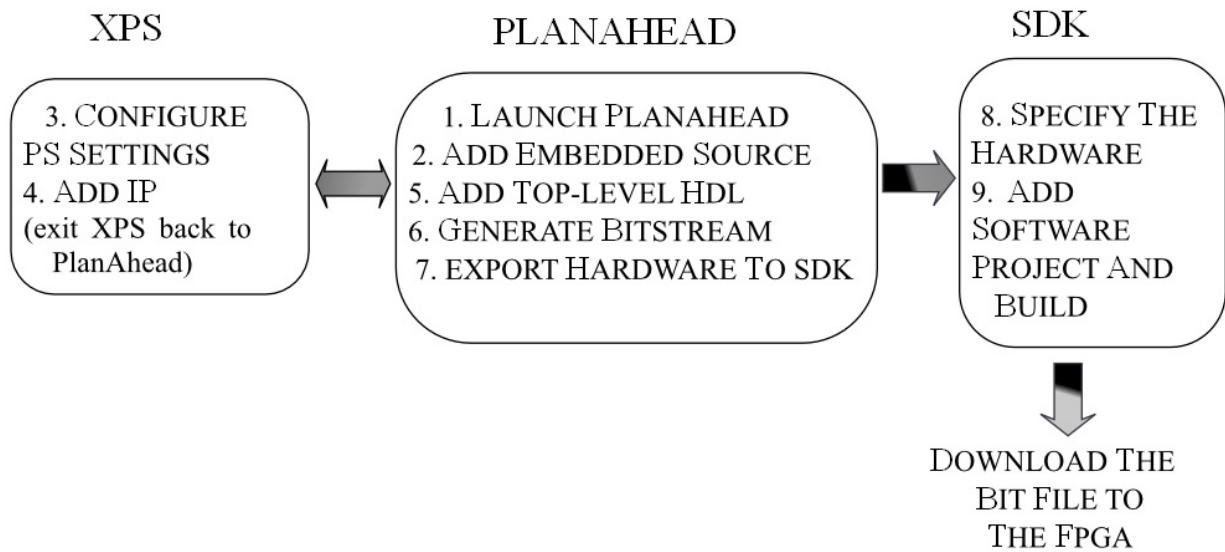 XPS
3. CONFIGURE
PS SETTINGS
4. ADD IP
(exit XPS back to
PlanAhead)
PLANAHEAD
1. LAUNCH PLANAHEAD
2. ADD EMBEDDED SOURCE
5. ADD TOP-LEVEL HDL
6. GENERATE BITSTREAM
7. EXPORT HARDWARE TO SDK
SDK
8. SPECIFY THE
HARDWARE
9. ADD
SOFTWARE
PROJECT AND
BUILD
DOWNLOAD THE
BIT FILE TO
THE FPGA